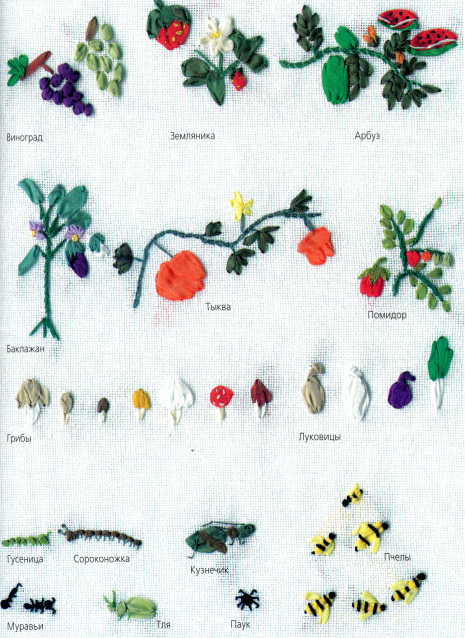 Виноград
Земляника
Арбуз
Тыква
Помидор
Баклажан
Грибы
Луковицы
Гусеница
Сороконожка
Кузнечик
Пчелы
Муравьи
Тля
Паук